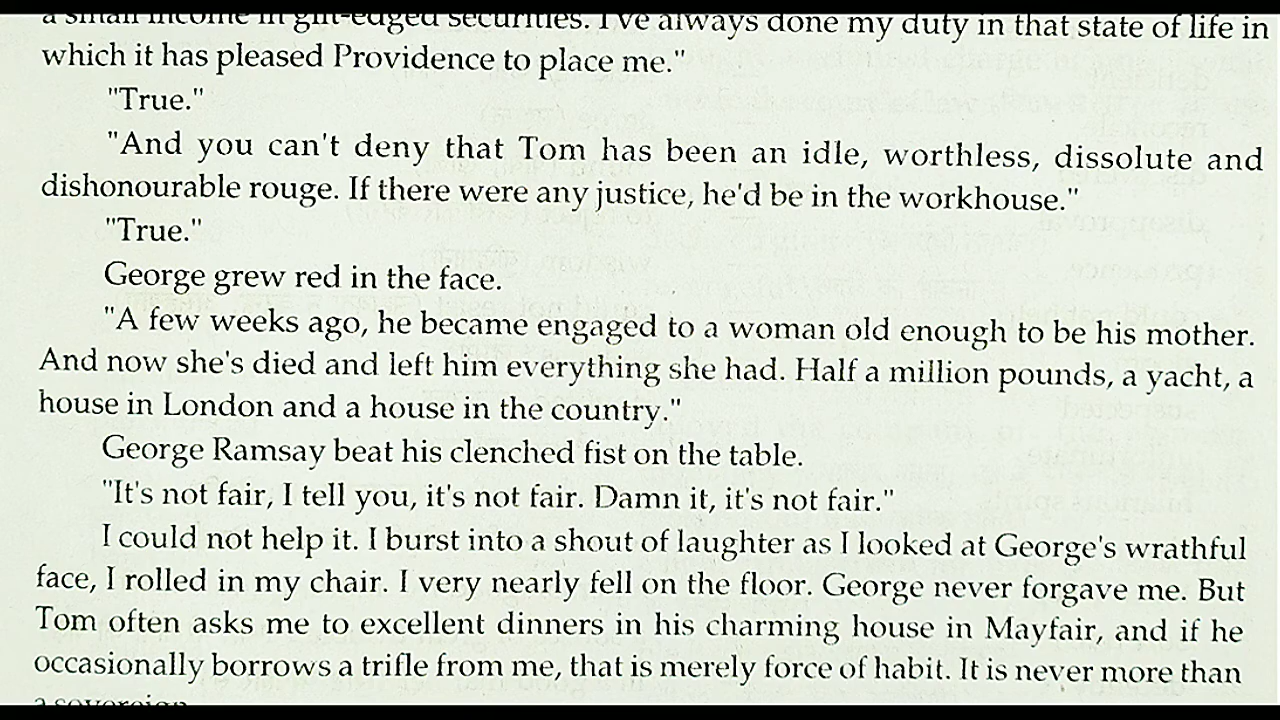 a small income in gilt-edged securities. I've always done my duty in that state of life in
which it has pleased Providence to place me."
"True."
"And you can't deny that Tom has been an idle, worthless, dissolute and
dishonourable rouge. If there were any justice, he'd be in the workhouse."
"True."
George grew red in the face.
"A few weeks ago, he became engaged to a woman old enough to be his mother.
And now she's died and left him everything she had. Half a million pounds, a yacht, a
house in London and a house in the country."
George Ramsay beat his clenched fist on the table.
"It's not fair, I tell you, it's not fair. Damn it, it's not fair."
I could not help it. I burst into a shout of laughter as I looked at George's wrathful
face, I rolled in my chair. I very nearly fell on the floor. George never forgave me. But
Tom often asks me to excellent dinners in his charming house in Mayfair, and if he
occasionally borrows a trifle from me, that is merely force of habit. It is never more than
a sovereign.